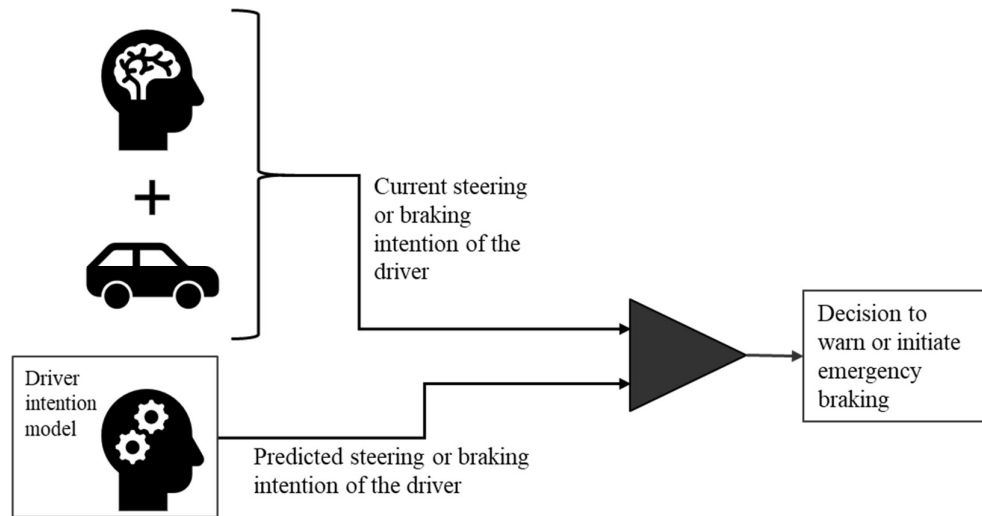 Current steering
or braking
intention of the
driver
Decision to
warn or initiate
emergency
braking
Driver
intention
model
Predicted steering or braking
intention of the driver